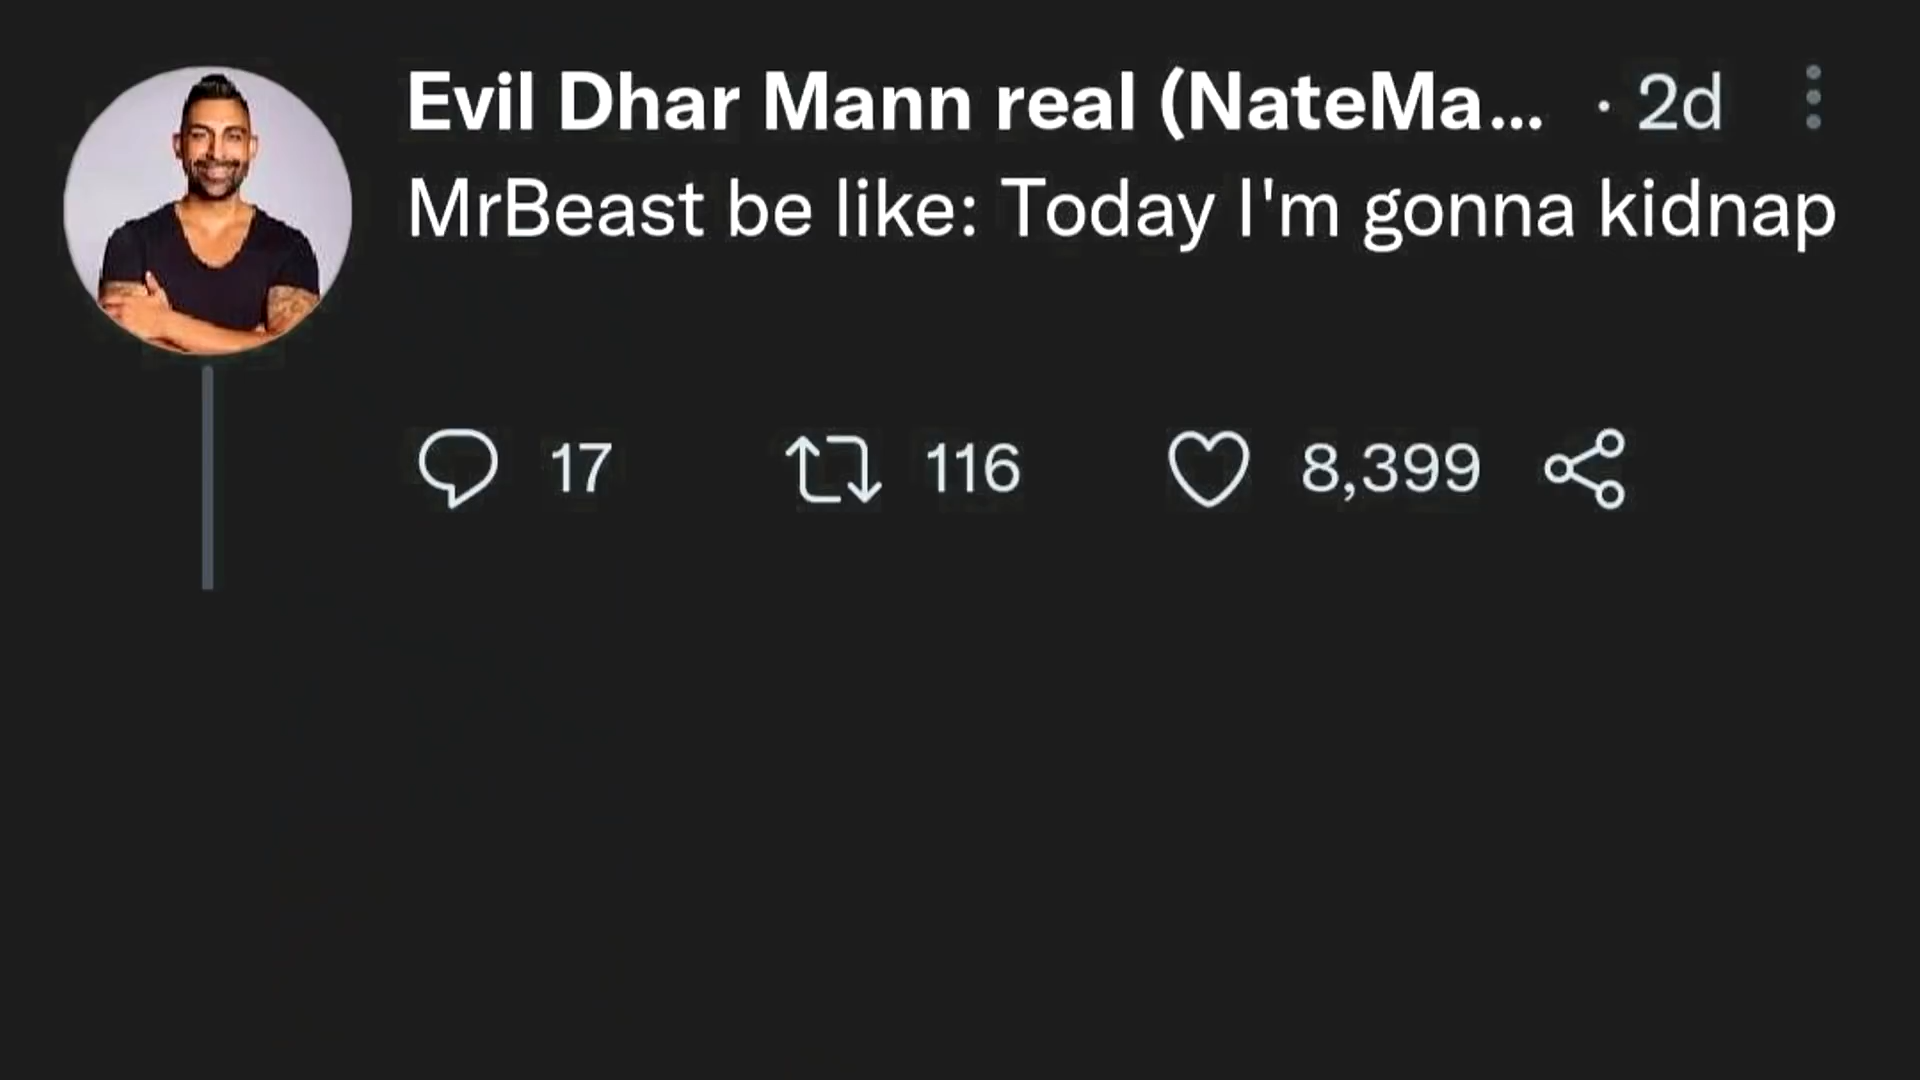 Evil Dhar Mann real (NateMa... · 2d
MrBeast be like: Today I'm gonna kidnap
17 116 8,399